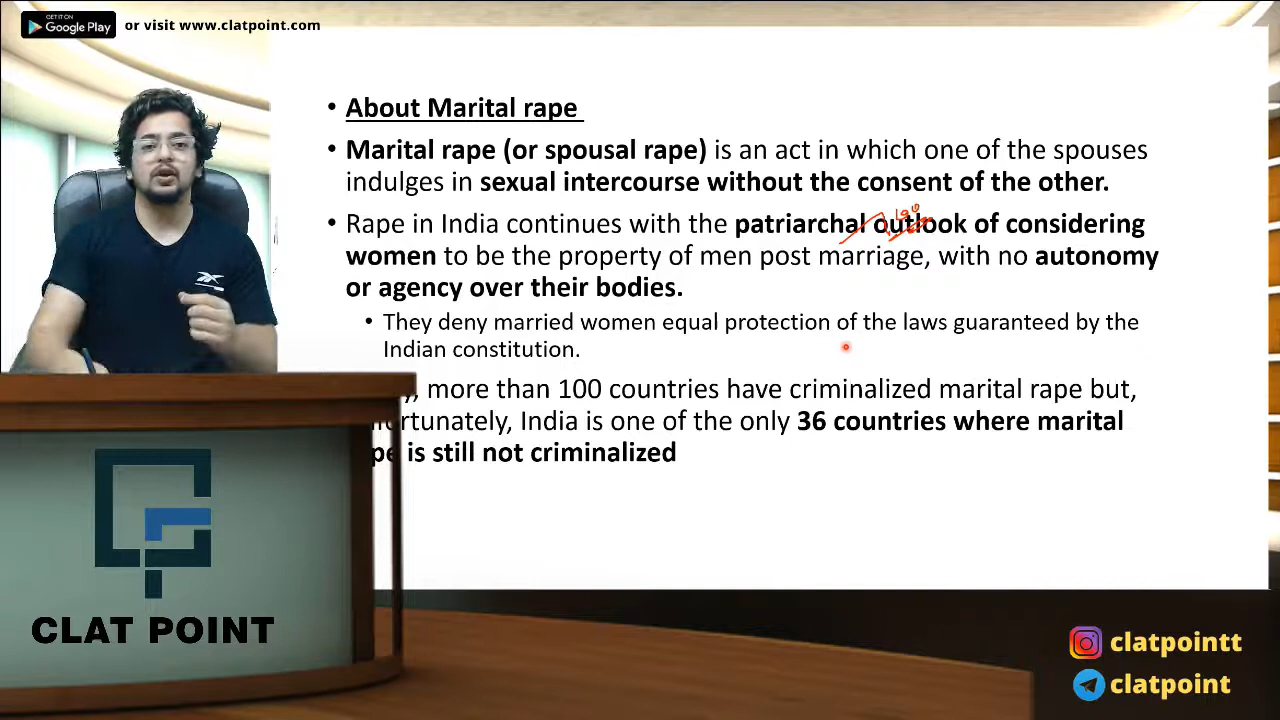 GET IT ON
Google Play
or visit www.clatpoint.com
• About Marital rape
• Marital rape (or spousal rape) is an act in which one of the spouses
indulges in sexual intercourse without the consent of the other.
• Rape in India continues with the patriarchal outlook of considering
women to be the property of men post marriage, with no autonomy
or agency over their bodies.
• They deny married women equal protection of the laws guaranteed by the
Indian constitution.
more than 100 countries have criminalized marital rape but,
India is one of the only 36 countries where marital
is still not criminalized
CLAT POINT
clatpointt
clatpoint